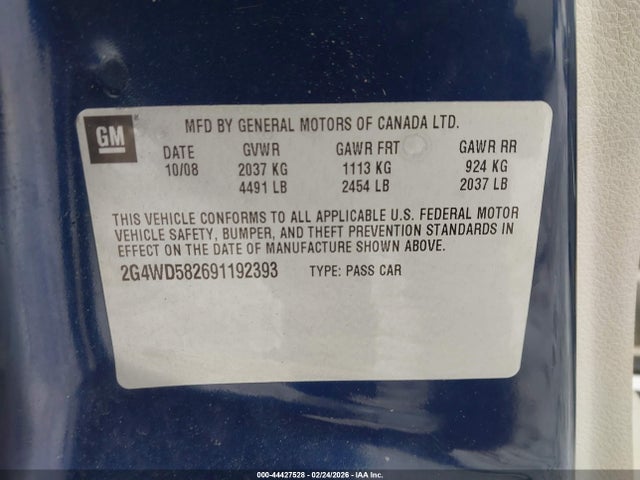 GM
MFD BY GENERAL MOTORS OF CANADA LTD.
DATE GVWR GAWR FRT GAWR RR
10/08 2037 KG 1113 KG 924 KG
4491 LB 2454 LB 2037 LB
THIS VEHICLE CONFORMS TO ALL APPLICABLE U.S. FEDERAL MOTOR
VEHICLE SAFETY, BUMPER, AND THEFT PREVENTION STANDARDS IN
EFFECT ON THE DATE OF MANUFACTURE SHOWN ABOVE.
2G4WD582691192393 TYPE: PASS CAR
000-44427528 - 02/24/2026 - IAA Inc.